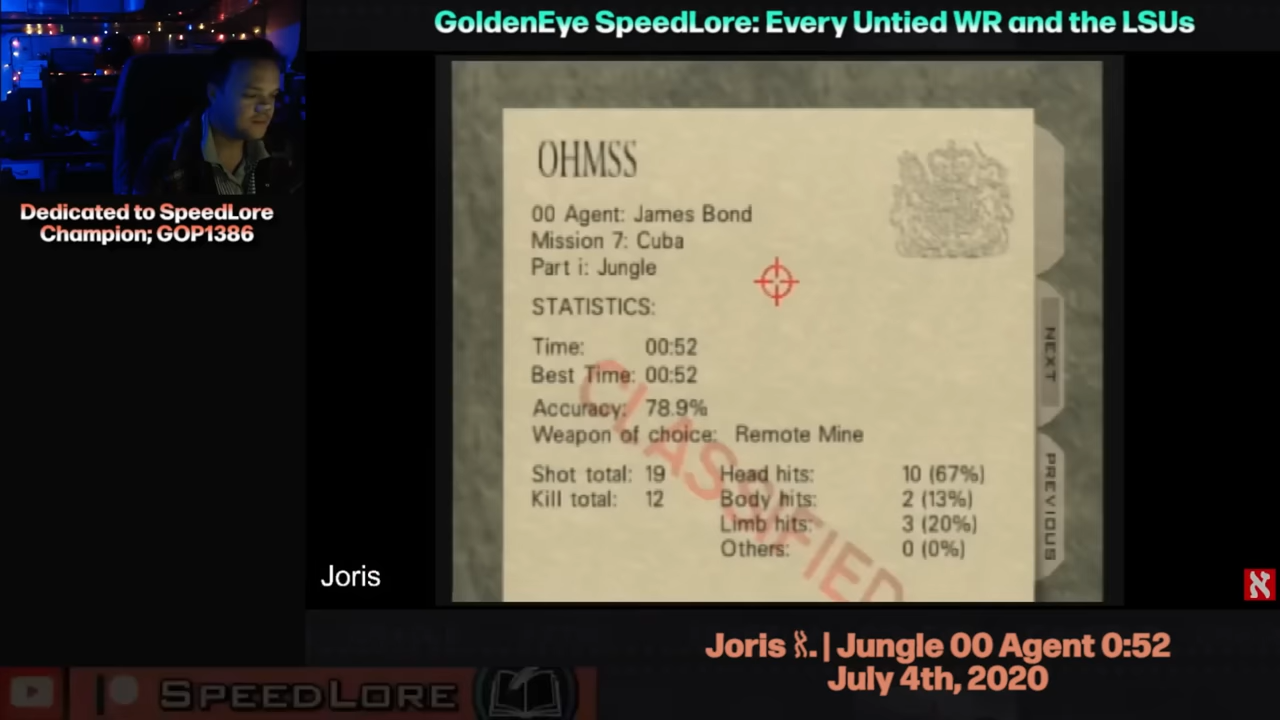 GoldenEye SpeedLore: Every Untied WR and the LSUs
Dedicated to SpeedLore
Champion; GOP1386
OHMSS
00 Agent: James Bond
Mission 7: Cuba
Part i: Jungle
STATISTICS:
Time: 00:52
Best Time: 00:52
Accuracy: 78.9%
Weapon of choice: Remote Mine
Shot total: 19 Head hits: 10 (67%)
Kill total: 12 Body hits: 2 (13%)
Limb hits: 3 (20%)
Others: 0 (0%)
CLASSIFIED
NEXT
PREVIOUS
Joris
א
Joris א. | Jungle 00 Agent 0:52
July 4th, 2020
SPEEDLORE